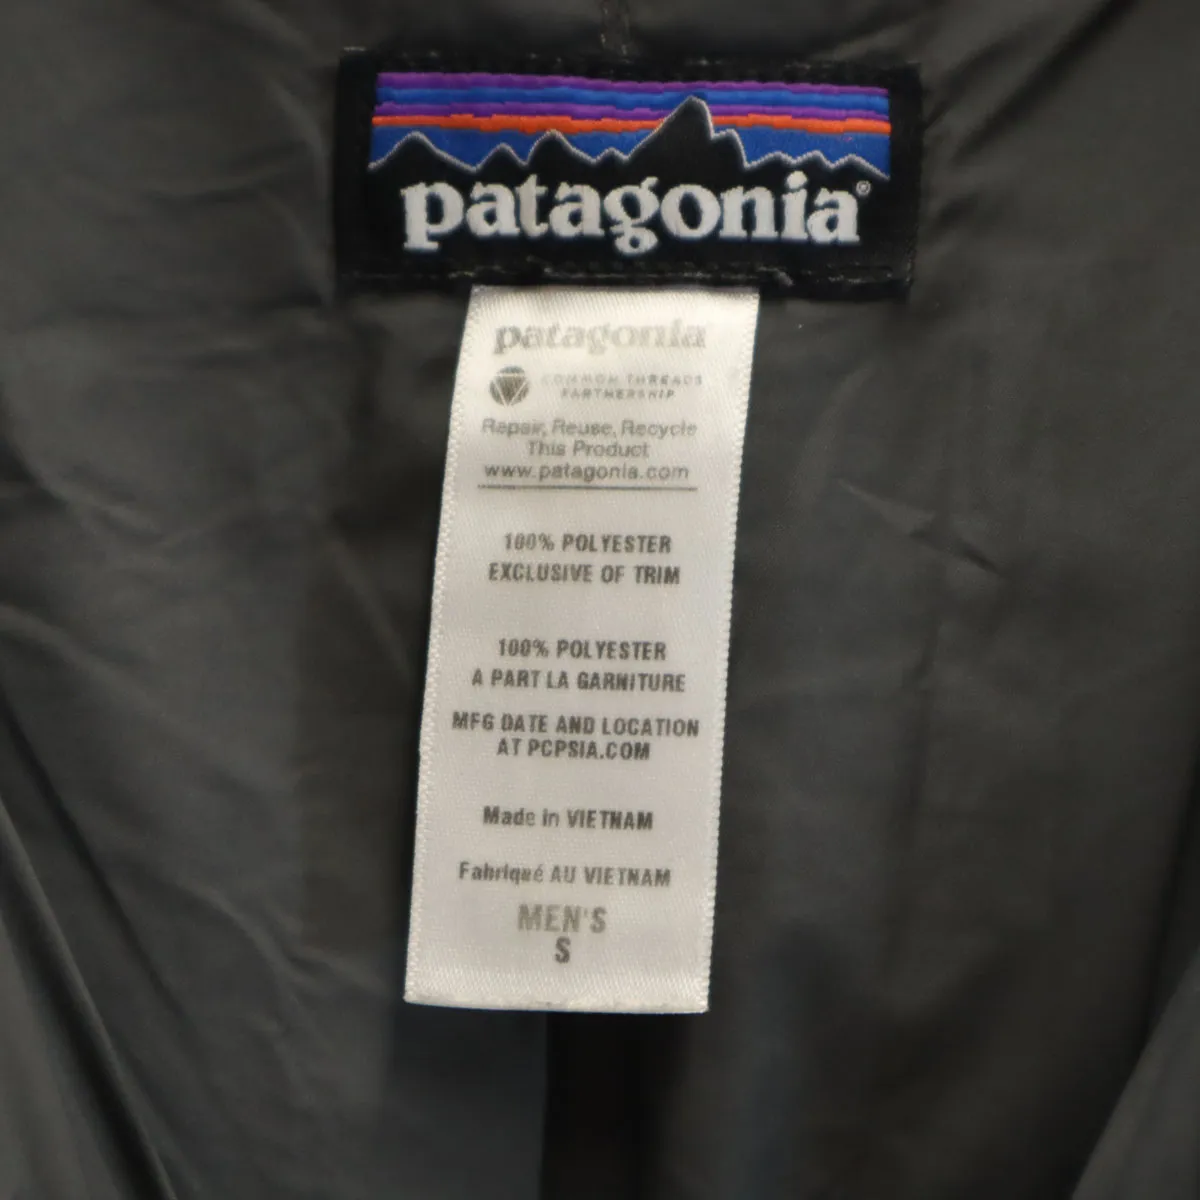 patagonia®
patagonia
COMMON THREADS
PARTNERSHIP
Repair, Reuse, Recycle
This Product
www.patagonia.com
100% POLYESTER
EXCLUSIVE OF TRIM
100% POLYESTER
A PART LA GARNITURE
MFG DATE AND LOCATION
AT PCPSIA.COM
Made in VIETNAM
Fabriqué AU VIETNAM
MEN'S
S